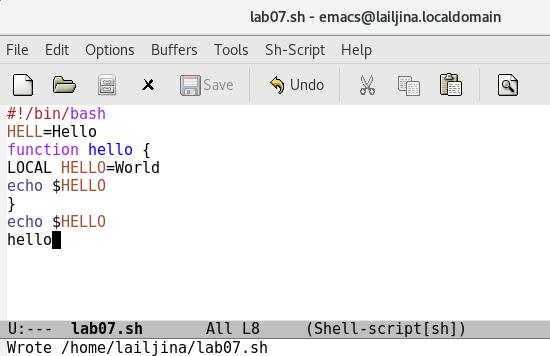 lab07.sh - emacs@lailjina.localdomain
File Edit Options Buffers Tools Sh-Script Help
Save Undo
#!/bin/bash
HELL=Hello
function hello {
LOCAL HELLO=World
echo $HELLO
}
echo $HELLO
hello
U:--- lab07.sh All L8 (Shell-script[sh])
Wrote /home/lailjina/lab07.sh